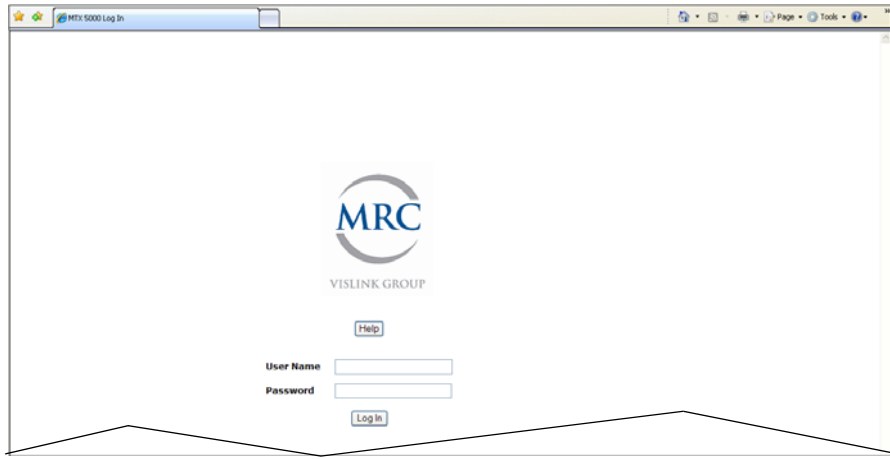 MTX 5000 Log In
Page
Tools
MRC
VISLINK GROUP
Help
User Name
Password
Log In